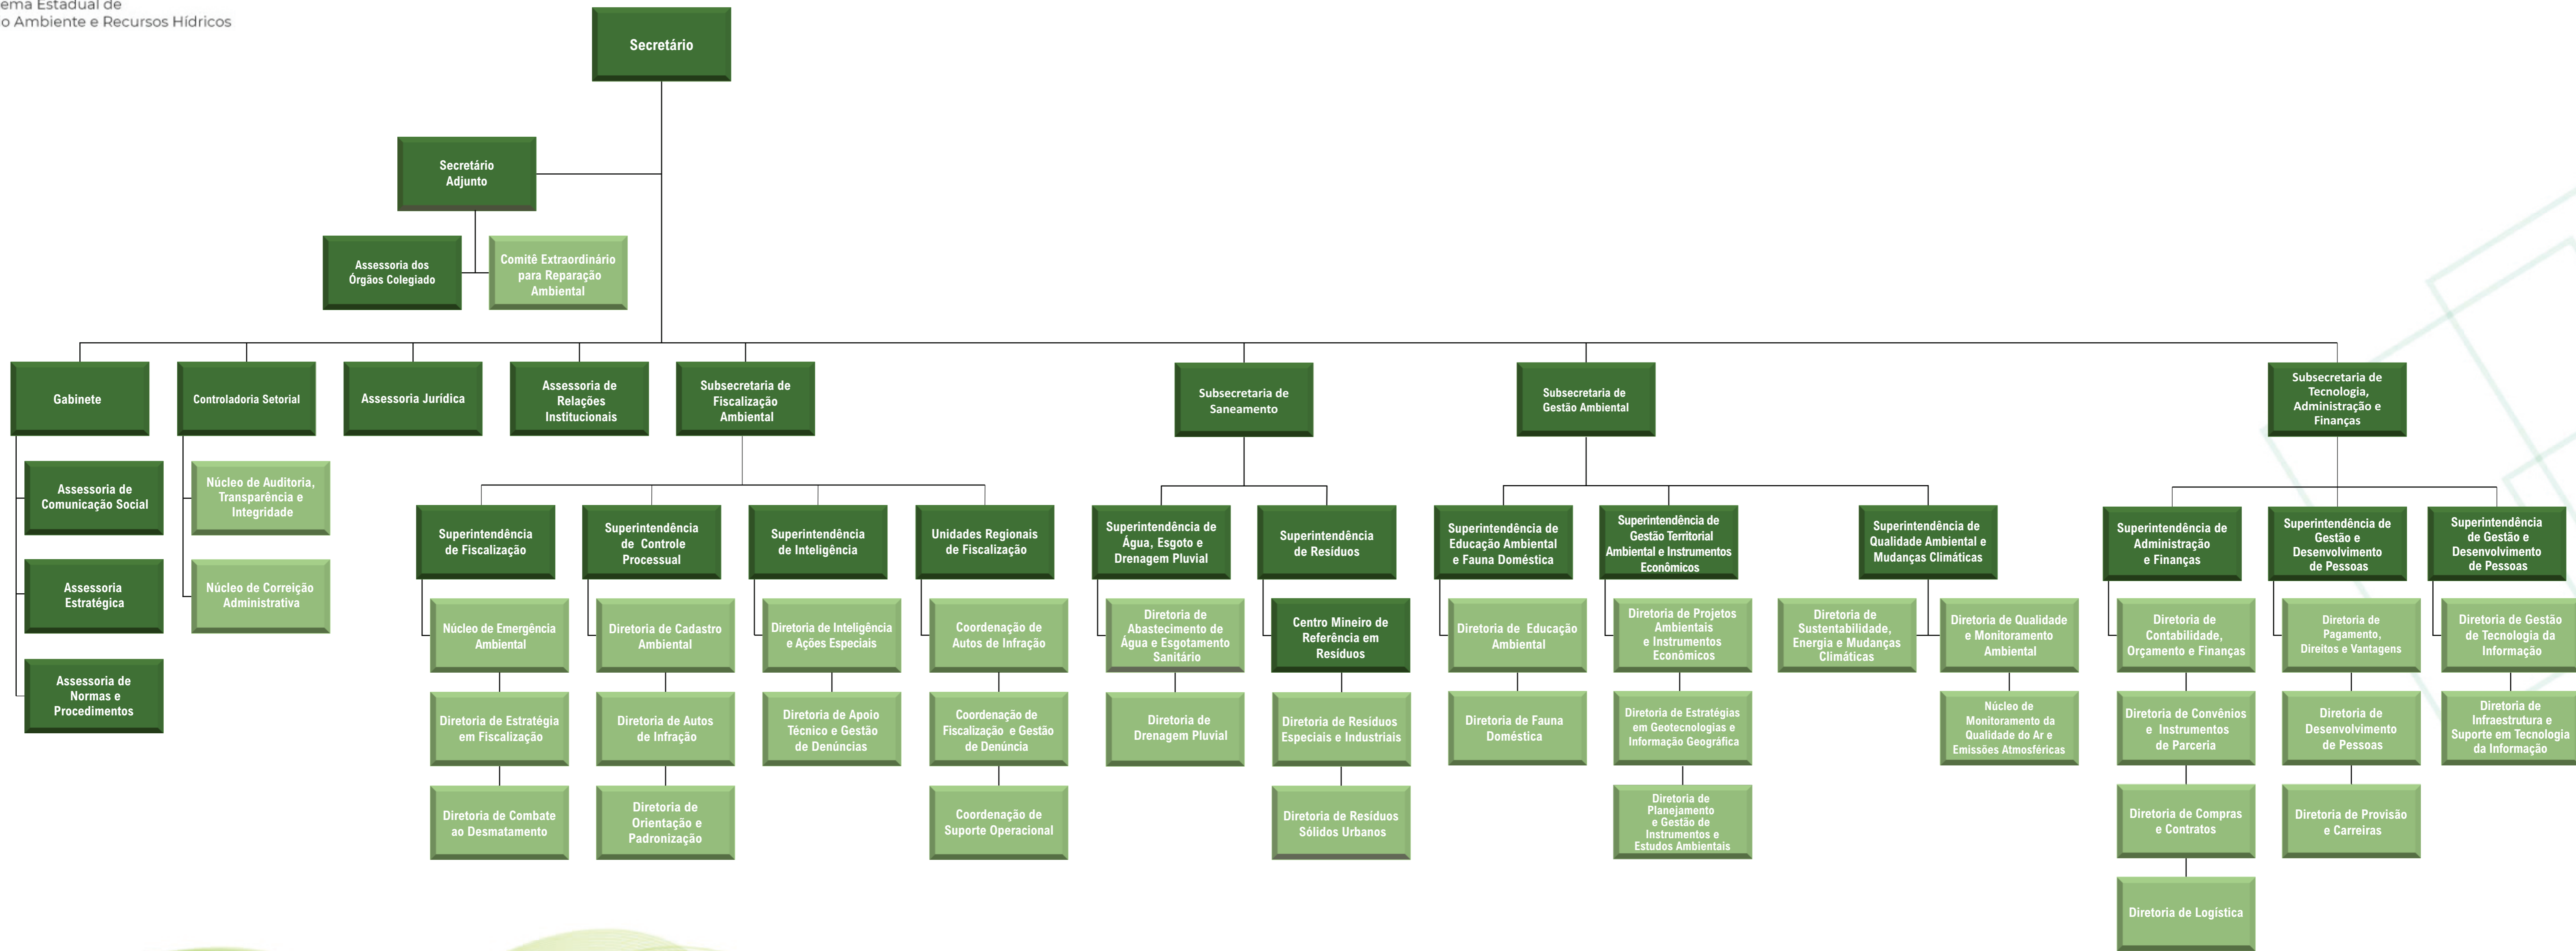 ema Estadual de
o Ambiente e Recursos Hídricos
Secretário
Secretário
Adjunto
Assessoria dos
Órgãos Colegiado
Comitê Extraordinário
para Reparação
Ambiental
Gabinete
Controladoria Setorial
Assessoria Jurídica
Assessoria de
Relações
Institucionais
Subsecretaria de
Fiscalização
Ambiental
Subsecretaria de
Saneamento
Subsecretaria de
Gestão Ambiental
Subsecretaria de
Tecnologia,
Administração e
Finanças
Assessoria de
Comunicação Social
Assessoria
Estratégica
Assessoria de
Normas e
Procedimentos
Núcleo de Auditoria,
Transparência e
Integridade
Núcleo de Correição
Administrativa
Superintendência
de Fiscalização
Núcleo de Emergência
Ambiental
Diretoria de Estratégia
em Fiscalização
Diretoria de Combate
ao Desmatamento
Superintendência
de Controle
Processual
Diretoria de Cadastro
Ambiental
Diretoria de Autos
de Infração
Diretoria de
Orientação e
Padronização
Superintendência
de Inteligência
Diretoria de Inteligência
e Ações Especiais
Diretoria de Apoio
Técnico e Gestão
de Denúncias
Unidades Regionais
de Fiscalização
Coordenação de
Autos de Infração
Coordenação de
Fiscalização e Gestão
de Denúncia
Coordenação de
Suporte Operacional
Superintendência de
Água, Esgoto e
Drenagem Pluvial
Diretoria de
Abastecimento de
Água e Esgotamento
Sanitário
Diretoria de
Drenagem Pluvial
Superintendência
de Resíduos
Centro Mineiro de
Referência em
Resíduos
Diretoria de Resíduos
Especiais e Industriais
Diretoria de Resíduos
Sólidos Urbanos
Superintendência de
Educação Ambiental
e Fauna Doméstica
Diretoria de Educação
Ambiental
Diretoria de Fauna
Doméstica
Superintendência de
Gestão Territorial
Ambiental e Instrumentos
Econômicos
Diretoria de Projetos
Ambientais
e Instrumentos
Econômicos
Diretoria de Estratégias
em Geotecnologias e
Informação Geográfica
Diretoria de
Planejamento
e Gestão de
Instrumentos e
Estudos Ambientais
Superintendência de
Qualidade Ambiental e
Mudanças Climáticas
Diretoria de
Sustentabilidade,
Energia e Mudanças
Climáticas
Diretoria de Qualidade
e Monitoramento
Ambiental
Núcleo de
Monitoramento da
Qualidade do Ar e
Emissões Atmosféricas
Superintendência de
Administração
e Finanças
Diretoria de
Contabilidade,
Orçamento e Finanças
Diretoria de Convênios
e Instrumentos
de Parceria
Diretoria de Compras
e Contratos
Diretoria de Logística
Superintendência de
Gestão e
Desenvolvimento
de Pessoas
Diretoria de
Pagamento,
Direitos e Vantagens
Diretoria de
Desenvolvimento
de Pessoas
Diretoria de Provisão
e Carreiras
Superintendência
de Gestão e
Desenvolvimento
de Pessoas
Diretoria de Gestão
de Tecnologia da
Informação
Diretoria de
Infraestrutura e
Suporte em Tecnologia
da Informação